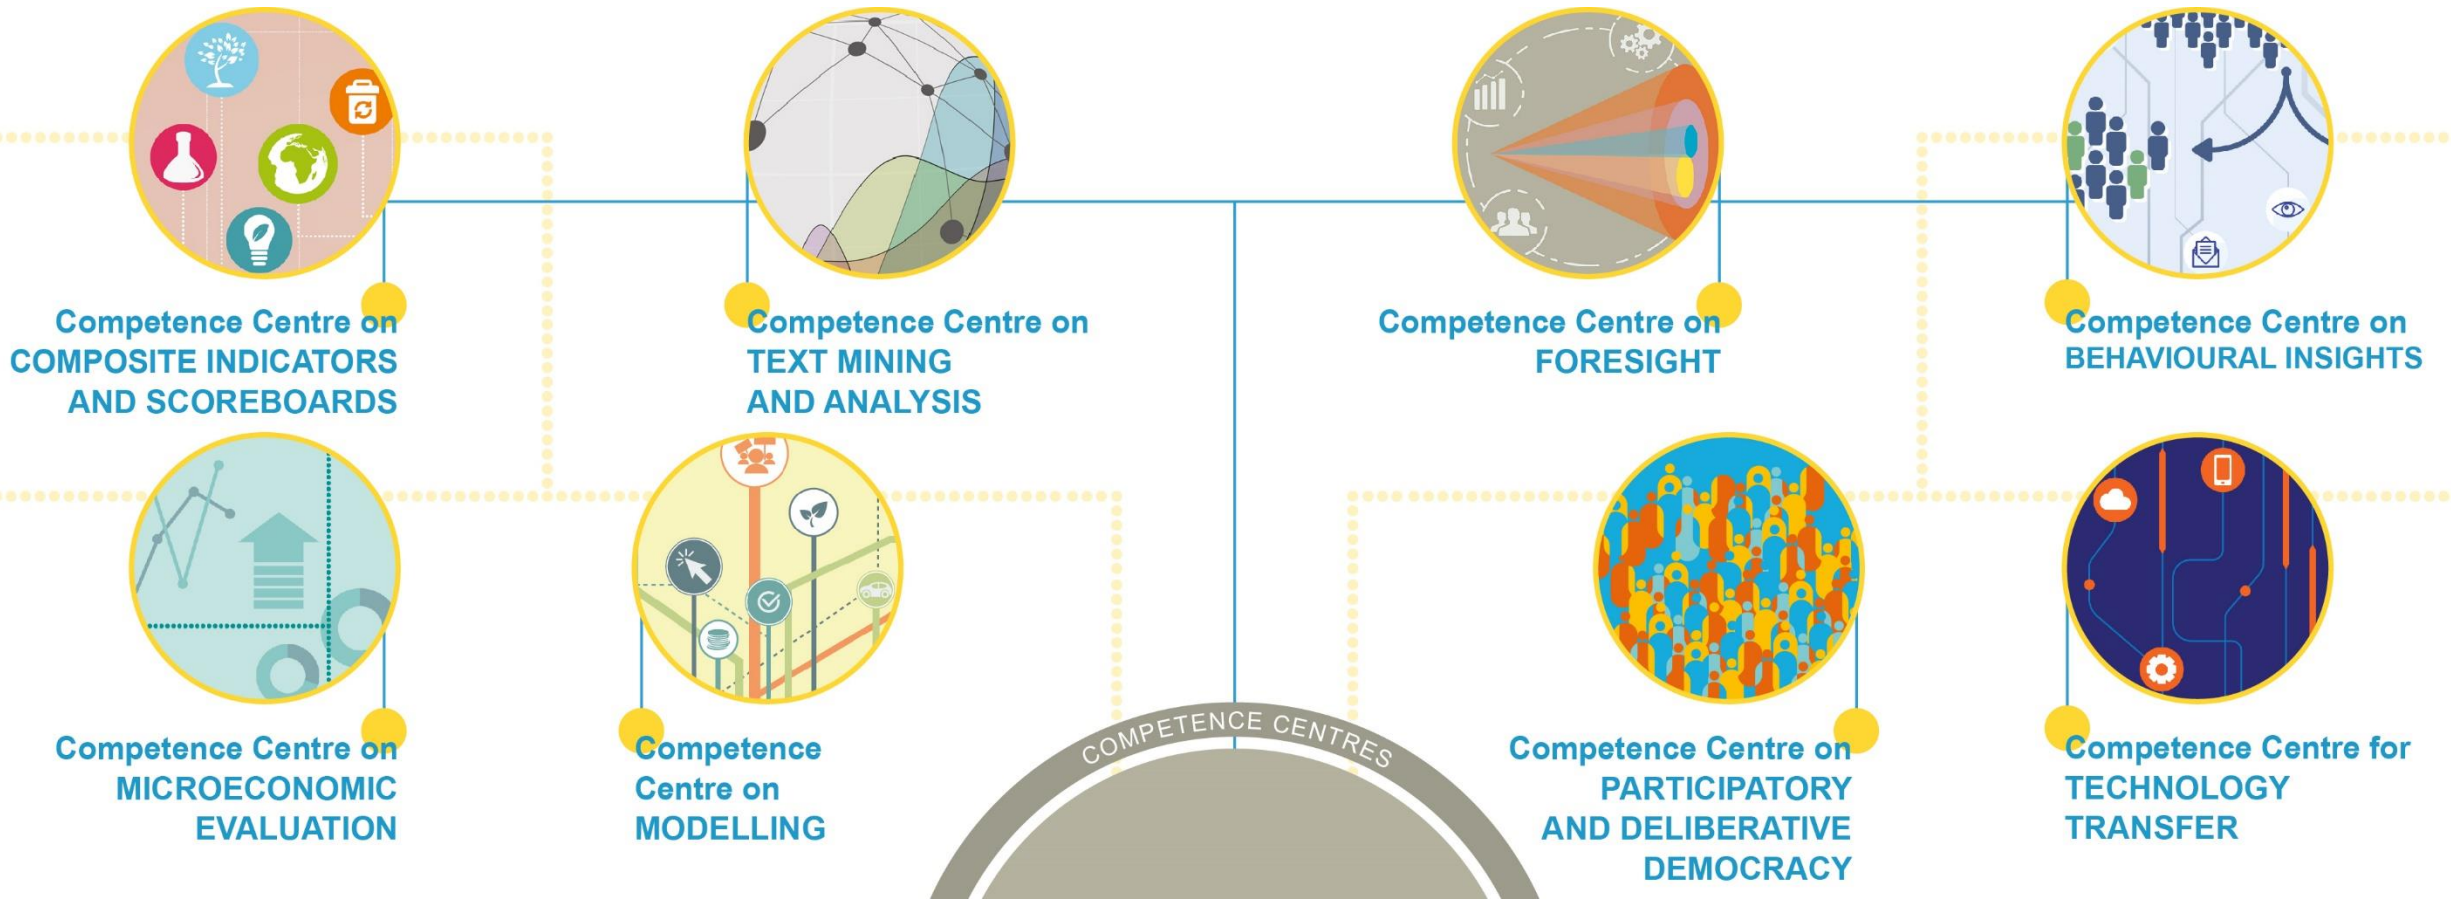 Competence Centre on
COMPOSITE INDICATORS
AND SCOREBOARDS
Competence Centre on
TEXT MINING
AND ANALYSIS
Competence Centre on
FORESIGHT
Competence Centre on
BEHAVIOURAL INSIGHTS
Competence Centre on
MICROECONOMIC
EVALUATION
Competence
Centre on
MODELLING
COMPETENCE CENTRES
Competence Centre on
PARTICIPATORY
AND DELIBERATIVE
DEMOCRACY
Competence Centre for
TECHNOLOGY
TRANSFER